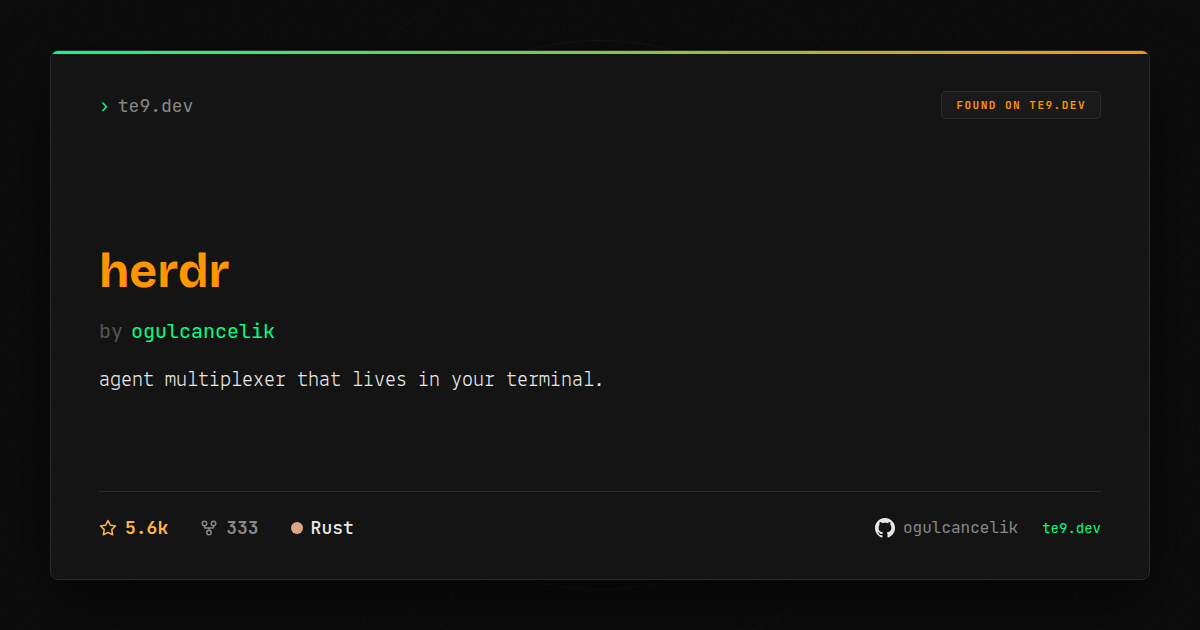 › te9.dev
FOUND ON TE9.DEV
herdr
by ogulcancelik
agent multiplexer that lives in your terminal.
5.6k 333 Rust
ogulcancelik te9.dev